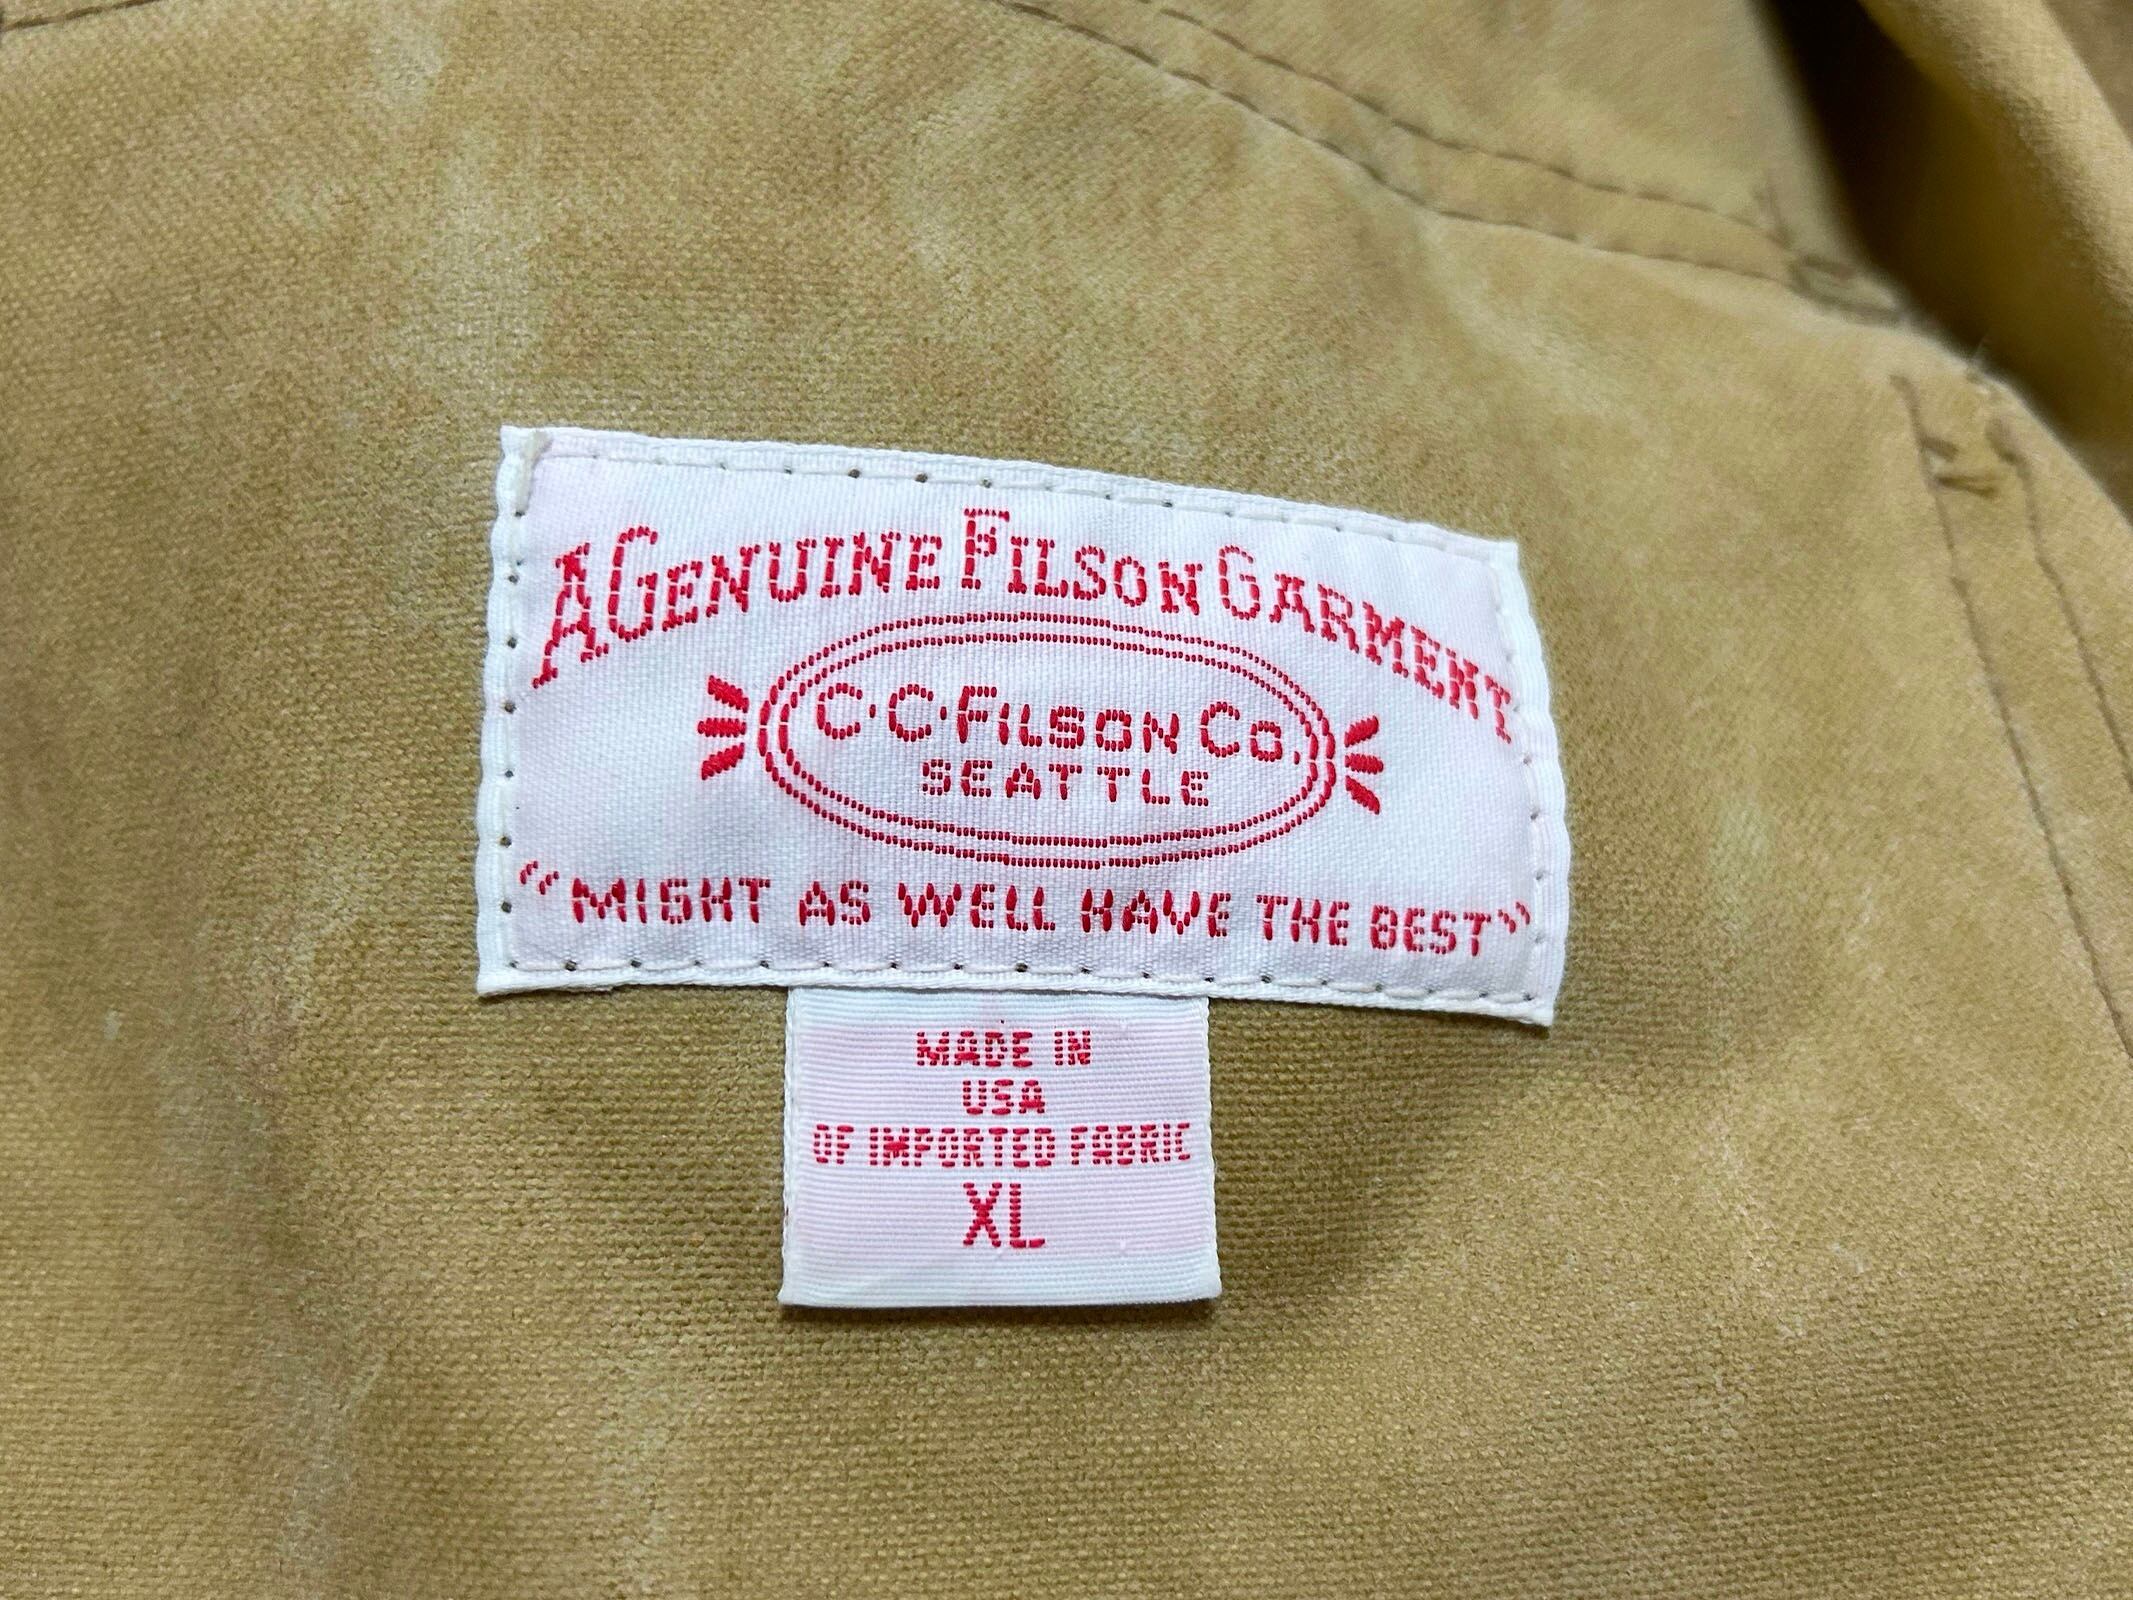 A GENUINE FILSON GARMENT
C·C·FILSON CO.
SEATTLE
"MIGHT AS WELL HAVE THE BEST"
MADE IN
USA
OF IMPORTED FABRIC
XL